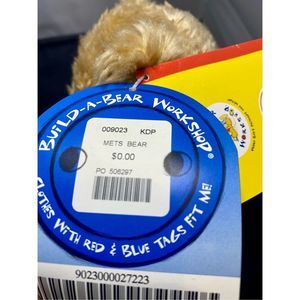 BUILD-A-BEAR WORKSHOP®
009023 KDP
METS BEAR
$0.00
PO 506297
CLOTHES WITH RED & BLUE TAGS FIT ME!
9023000027223